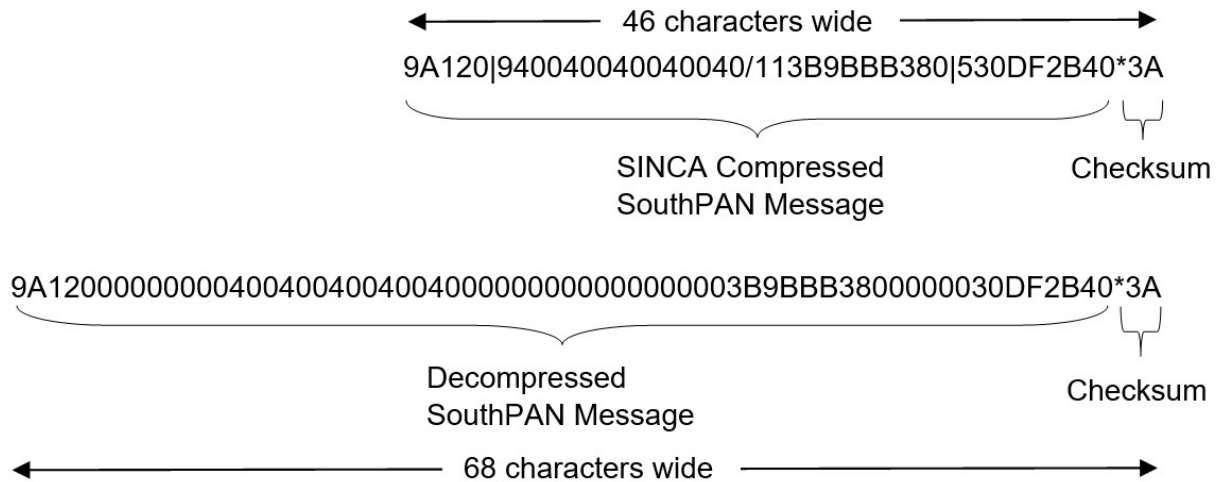 46 characters wide
9A120|940040040040040/113B9BBB380|530DF2B40*3A
SINCA Compressed Checksum
SouthPAN Message
9A120000000000400400400400400000000000000003B9BBB3800000030DF2B40*3A
Decompressed Checksum
SouthPAN Message
68 characters wide